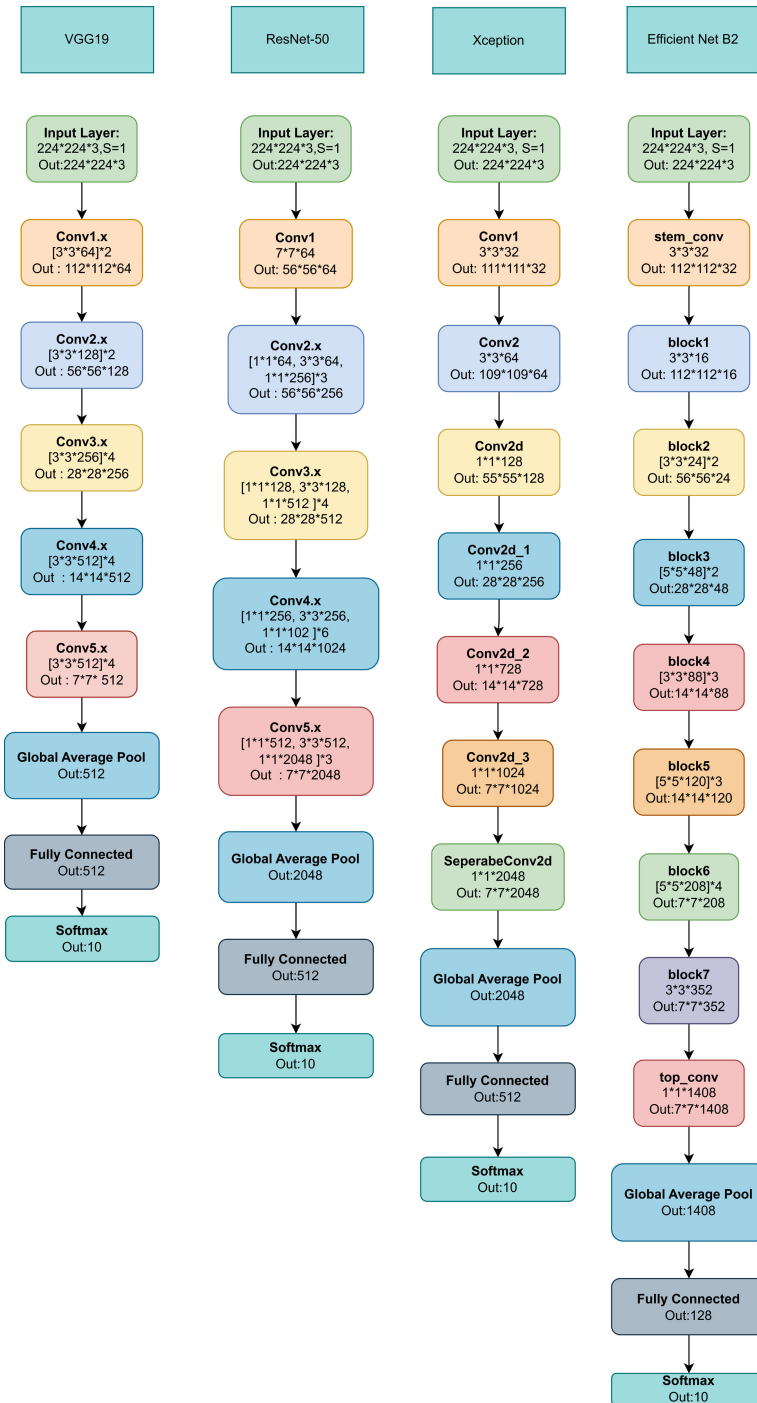 VGG19
Input Layer:
224*224*3,S=1
Out:224*224*3
Conv1.x
[3*3*64]*2
Out : 112*112*64
Conv2.x
[3*3*128]*2
Out : 56*56*128
Conv3.x
[3*3*256]*4
Out : 28*28*256
Conv4.x
[3*3*512]*4
Out : 14*14*512
Conv5.x
[3*3*512]*4
Out : 7*7* 512
Global Average Pool
Out:512
Fully Connected
Out:512
Softmax
Out:10
ResNet-50
Input Layer:
224*224*3,S=1
Out:224*224*3
Conv1
7*7*64
Out: 56*56*64
Conv2.x
[1*1*64, 3*3*64,
1*1*256]*3
Out : 56*56*256
Conv3.x
[1*1*128, 3*3*128,
1*1*512 ]*4
Out : 28*28*512
Conv4.x
[1*1*256, 3*3*256,
1*1*102 ]*6
Out : 14*14*1024
Conv5.x
[1*1*512, 3*3*512,
1*1*2048 ]*3
Out : 7*7*2048
Global Average Pool
Out:2048
Fully Connected
Out:512
Softmax
Out:10
Xception
Input Layer:
224*224*3, S=1
Out: 224*224*3
Conv1
3*3*32
Out: 111*111*32
Conv2
3*3*64
Out: 109*109*64
Conv2d
1*1*128
Out: 55*55*128
Conv2d_1
1*1*256
Out: 28*28*256
Conv2d_2
1*1*728
Out: 14*14*728
Conv2d_3
1*1*1024
Out: 7*7*1024
SeperabeConv2d
1*1*2048
Out: 7*7*2048
Global Average Pool
Out:2048
Fully Connected
Out:512
Softmax
Out:10
Efficient Net B2
Input Layer:
224*224*3, S=1
Out: 224*224*3
stem_conv
3*3*32
Out: 112*112*32
block1
3*3*16
Out: 112*112*16
block2
[3*3*24]*2
Out: 56*56*24
block3
[5*5*48]*2
Out:28*28*48
block4
[3*3*88]*3
Out:14*14*88
block5
[5*5*120]*3
Out:14*14*120
block6
[5*5*208]*4
Out:7*7*208
block7
3*3*352
Out:7*7*352
top_conv
1*1*1408
Out:7*7*1408
Global Average Pool
Out:1408
Fully Connected
Out:128
Softmax
Out:10